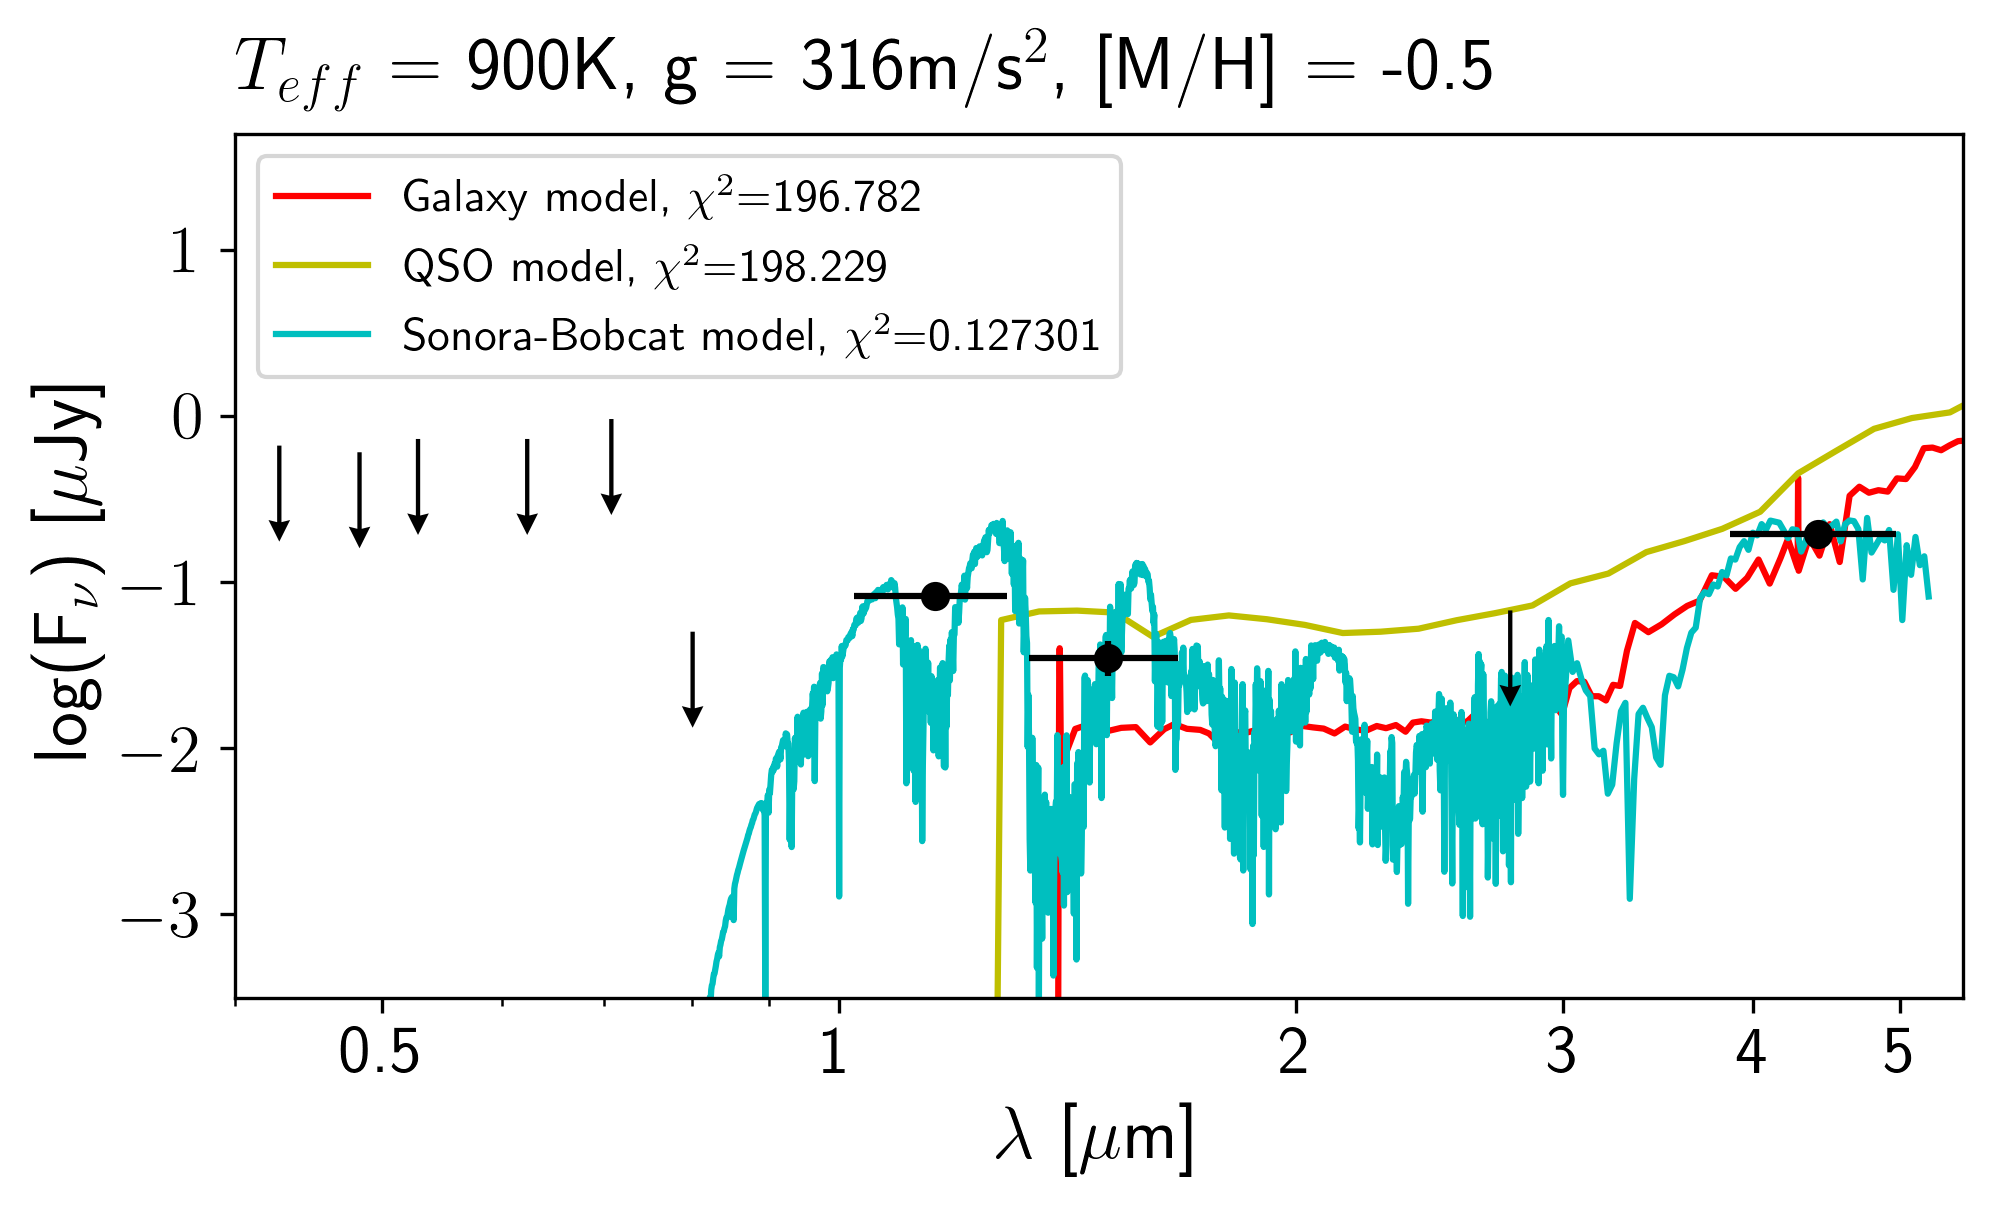 T_eff = 900K, g = 316m/s², [M/H] = -0.5
Galaxy model, χ²=196.782
QSO model, χ²=198.229
Sonora-Bobcat model, χ²=0.127301
log(F_ν) [μJy]
1
0
−1
−2
−3
0.5 1 2 3 4 5
λ [μm]